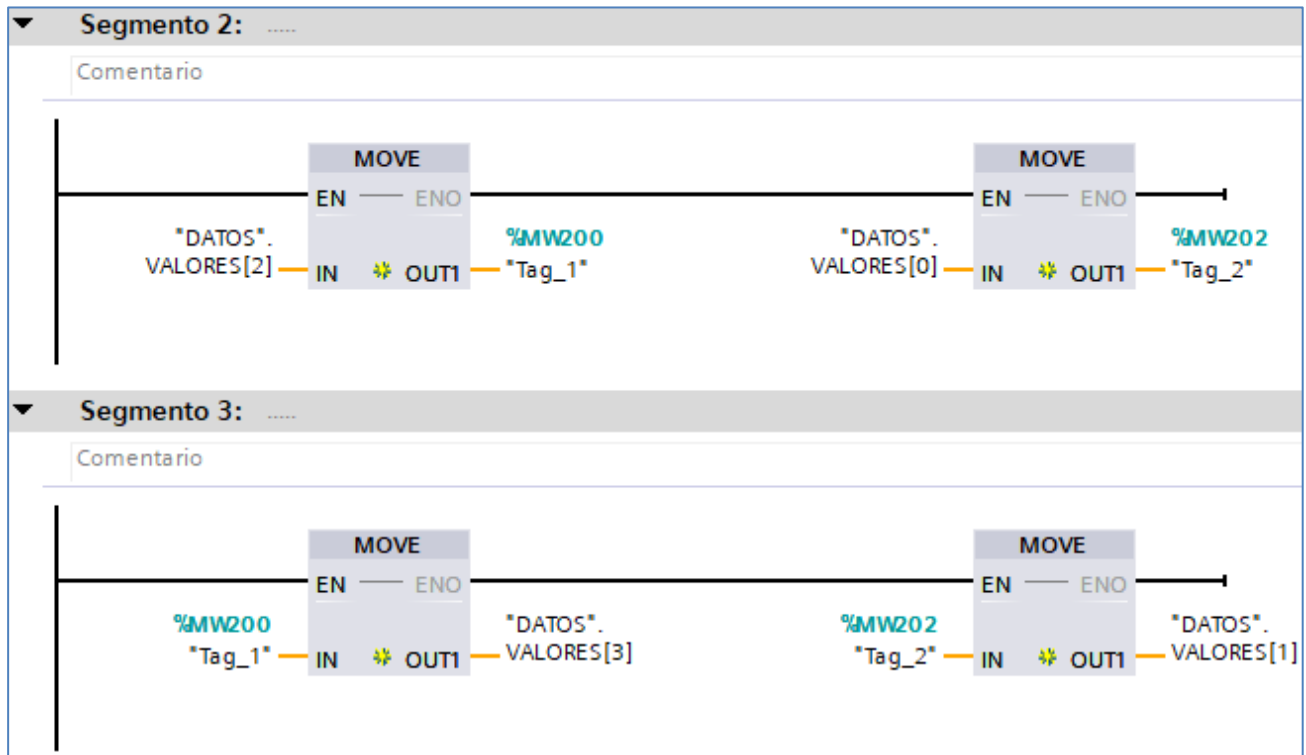 Segmento 2: .....
Comentario
MOVE MOVE
EN ENO EN ENO
"DATOS". %MW200 "DATOS". %MW202
VALORES[2] IN OUT1 "Tag_1" VALORES[0] IN OUT1 "Tag_2"
Segmento 3: .....
Comentario
MOVE MOVE
EN ENO EN ENO
%MW200 "DATOS". %MW202 "DATOS".
"Tag_1" IN OUT1 VALORES[3] "Tag_2" IN OUT1 VALORES[1]